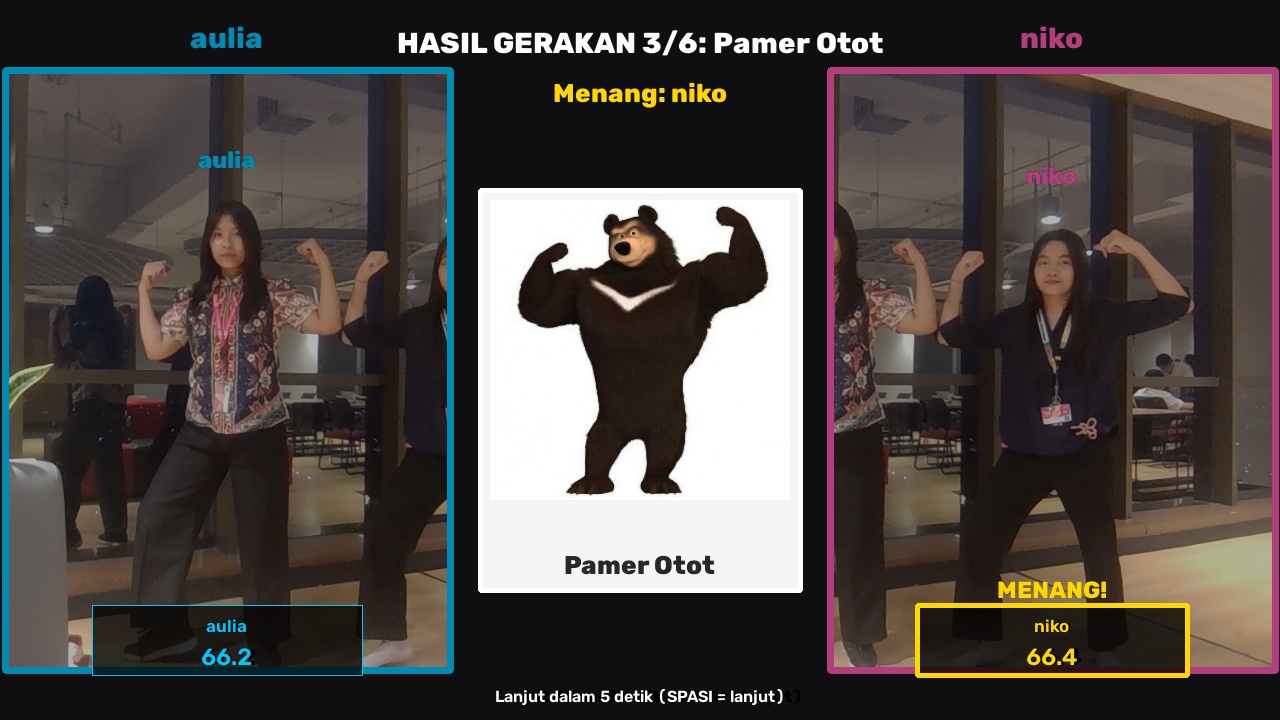 aulia
HASIL GERAKAN 3/6: Pamer Otot
niko
Menang: niko
aulia
niko
Pamer Otot
MENANG!
aulia
66.2
niko
66.4
Lanjut dalam 5 detik (SPASI = lanjut)